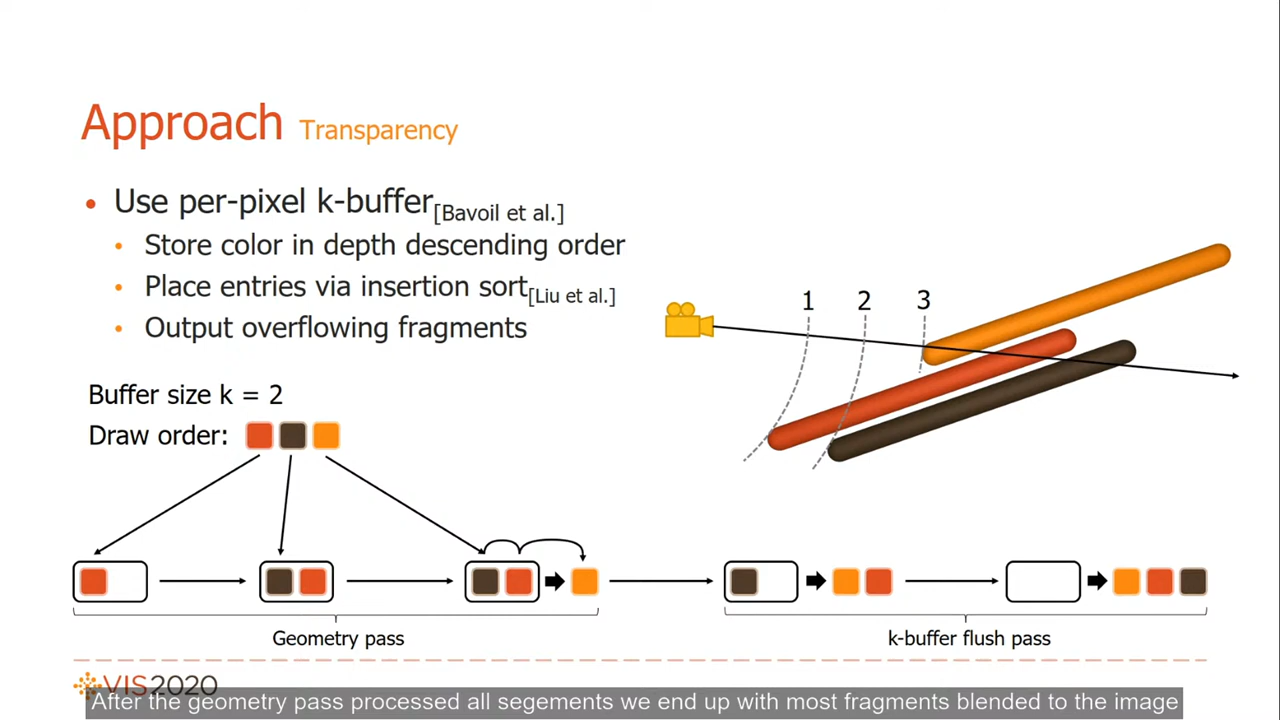 Approach Transparency
• Use per-pixel k-buffer[Bavoil et al.]
• Store color in depth descending order
• Place entries via insertion sort[Liu et al.]
• Output overflowing fragments
1 2 3
Buffer size k = 2
Draw order:
Geometry pass
k-buffer flush pass
VIS2020
After the geometry pass processed all segements we end up with most fragments blended to the image